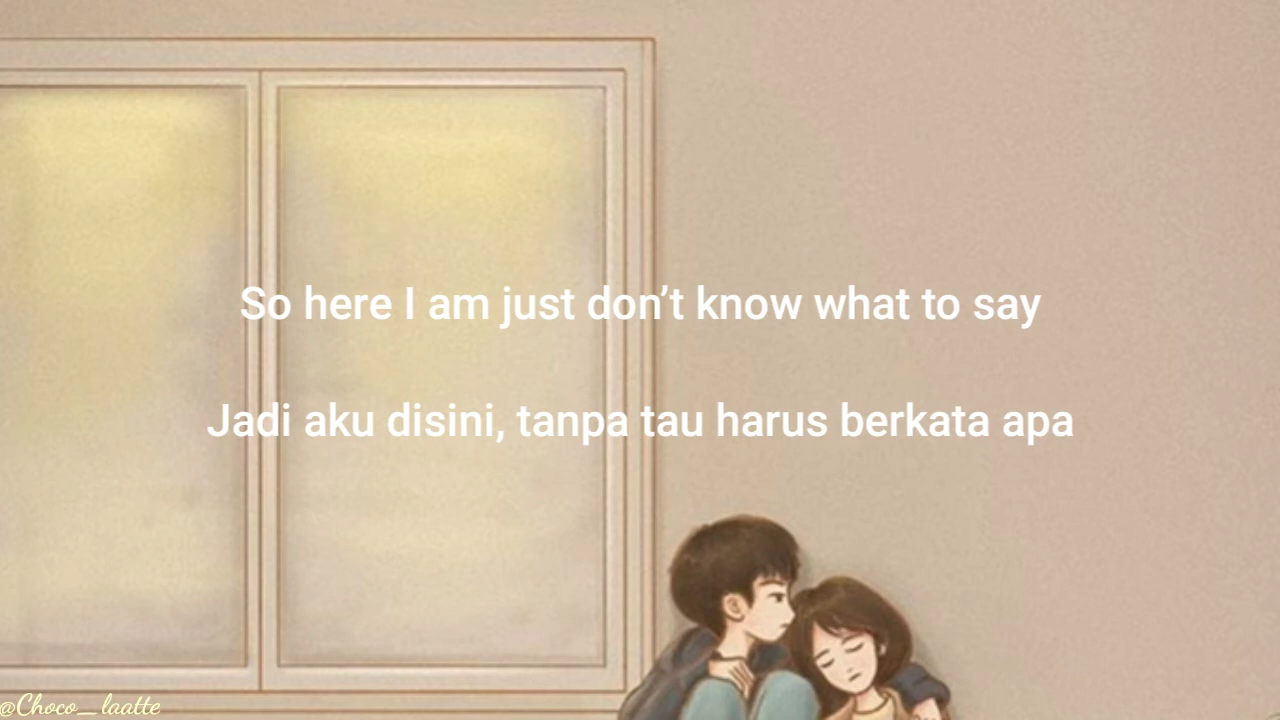 So here I am just don’t know what to say
Jadi aku disini, tanpa tau harus berkata apa
@Choco_laatte